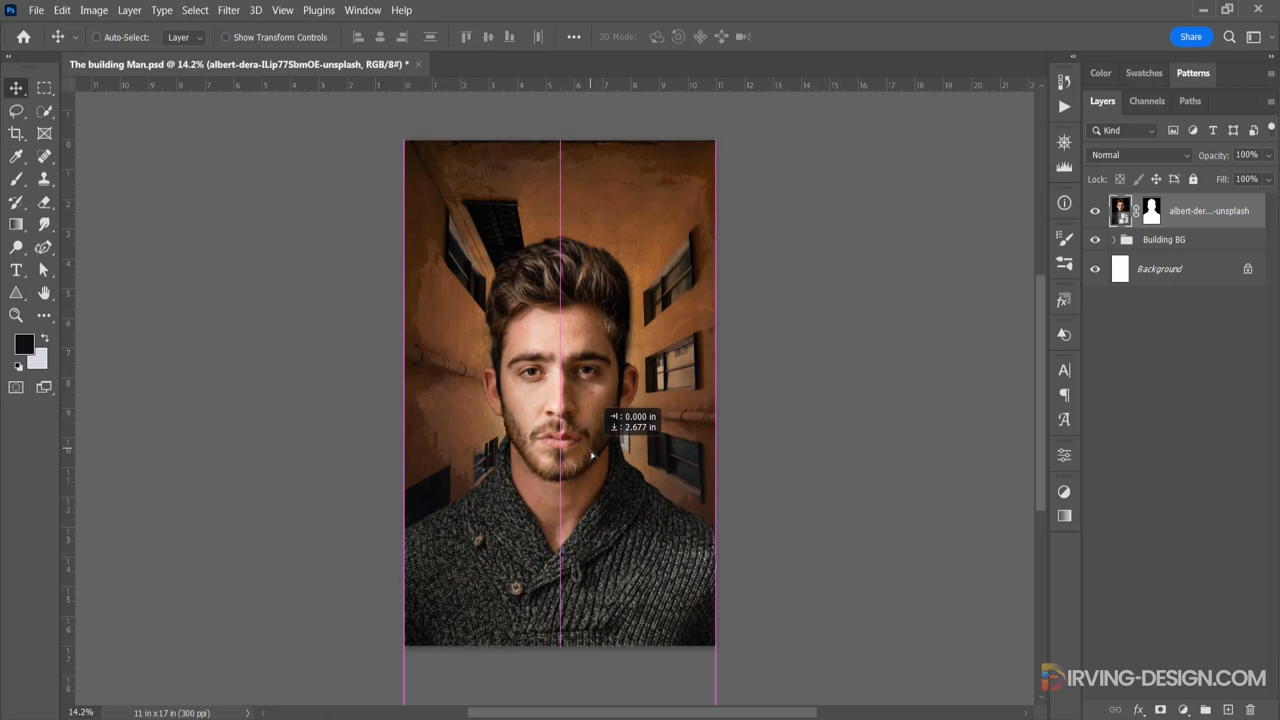 Ps File Edit Image Layer Type Select Filter 3D View Plugins Window Help
Auto-Select: Layer Show Transform Controls 3D Mode: Share
The building Man.psd @ 14.2% (albert-dera-ILip77SbmOE-unsplash, RGB/8#) *
Color Swatches Patterns
Layers Channels Paths
Kind
Normal Opacity: 100%
Lock: Fill: 100%
albert-der...-unsplash
Building BG
Background
: 0.000 in
: 2.677 in
IRVING-DESIGN.COM
14.2% 11 in x 17 in (300 ppi)